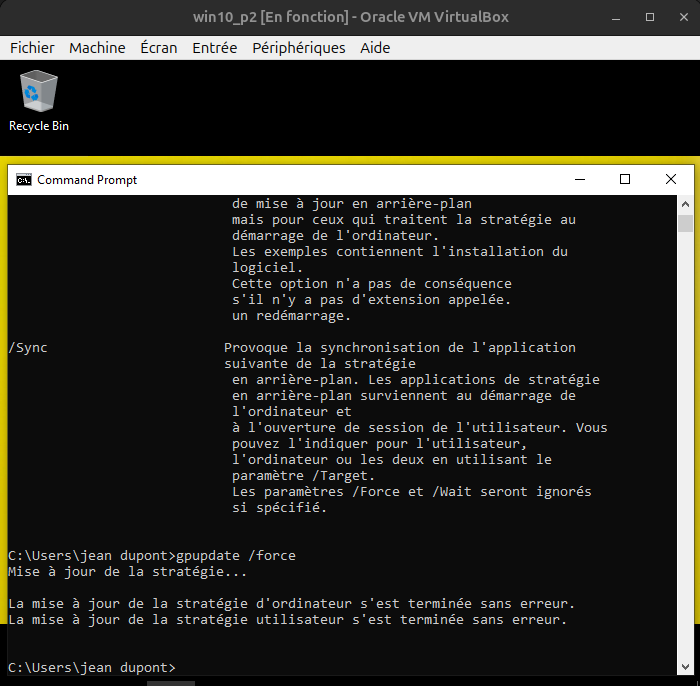 win10_p2 [En fonction] - Oracle VM VirtualBox
Fichier Machine Écran Entrée Périphériques Aide
Recycle Bin
C:\. Command Prompt
de mise à jour en arrière-plan
mais pour ceux qui traitent la stratégie au
démarrage de l'ordinateur.
Les exemples contiennent l'installation du
logiciel.
Cette option n'a pas de conséquence
s'il n'y a pas d'extension appelée.
un redémarrage.
/Sync Provoque la synchronisation de l'application
suivante de la stratégie
en arrière-plan. Les applications de stratégie
en arrière-plan surviennent au démarrage de
l'ordinateur et
à l'ouverture de session de l'utilisateur. Vous
pouvez l'indiquer pour l'utilisateur,
l'ordinateur ou les deux en utilisant le
paramètre /Target.
Les paramètres /Force et /Wait seront ignorés
si spécifié.
C:\Users\jean dupont>gpupdate /force
Mise à jour de la stratégie...
La mise à jour de la stratégie d'ordinateur s'est terminée sans erreur.
La mise à jour de la stratégie utilisateur s'est terminée sans erreur.
C:\Users\jean dupont>